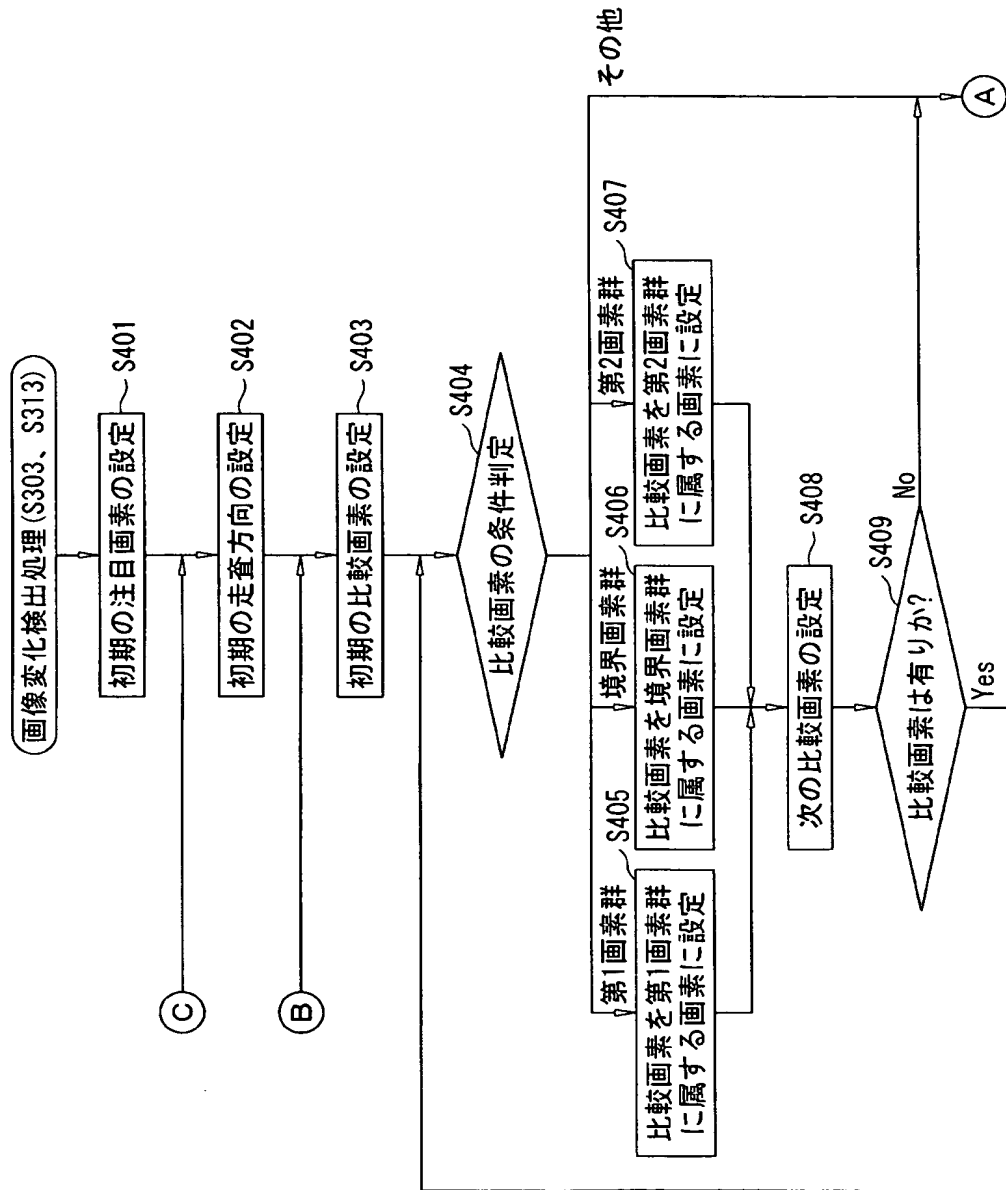 画像変化検出処理(S303、S313)
初期の注目画素の設定
S401
C
初期の走査方向の設定
S402
B
初期の比較画素の設定
S403
比較画素の条件判定
S404
第1画素群
境界画素群
第2画素群
その他
比較画素を第1画素群
に属する画素に設定
S405
比較画素を境界画素群
に属する画素に設定
S406
比較画素を第2画素群
に属する画素に設定
S407
次の比較画素の設定
S408
比較画素は有りか?
S409
No
Yes
A